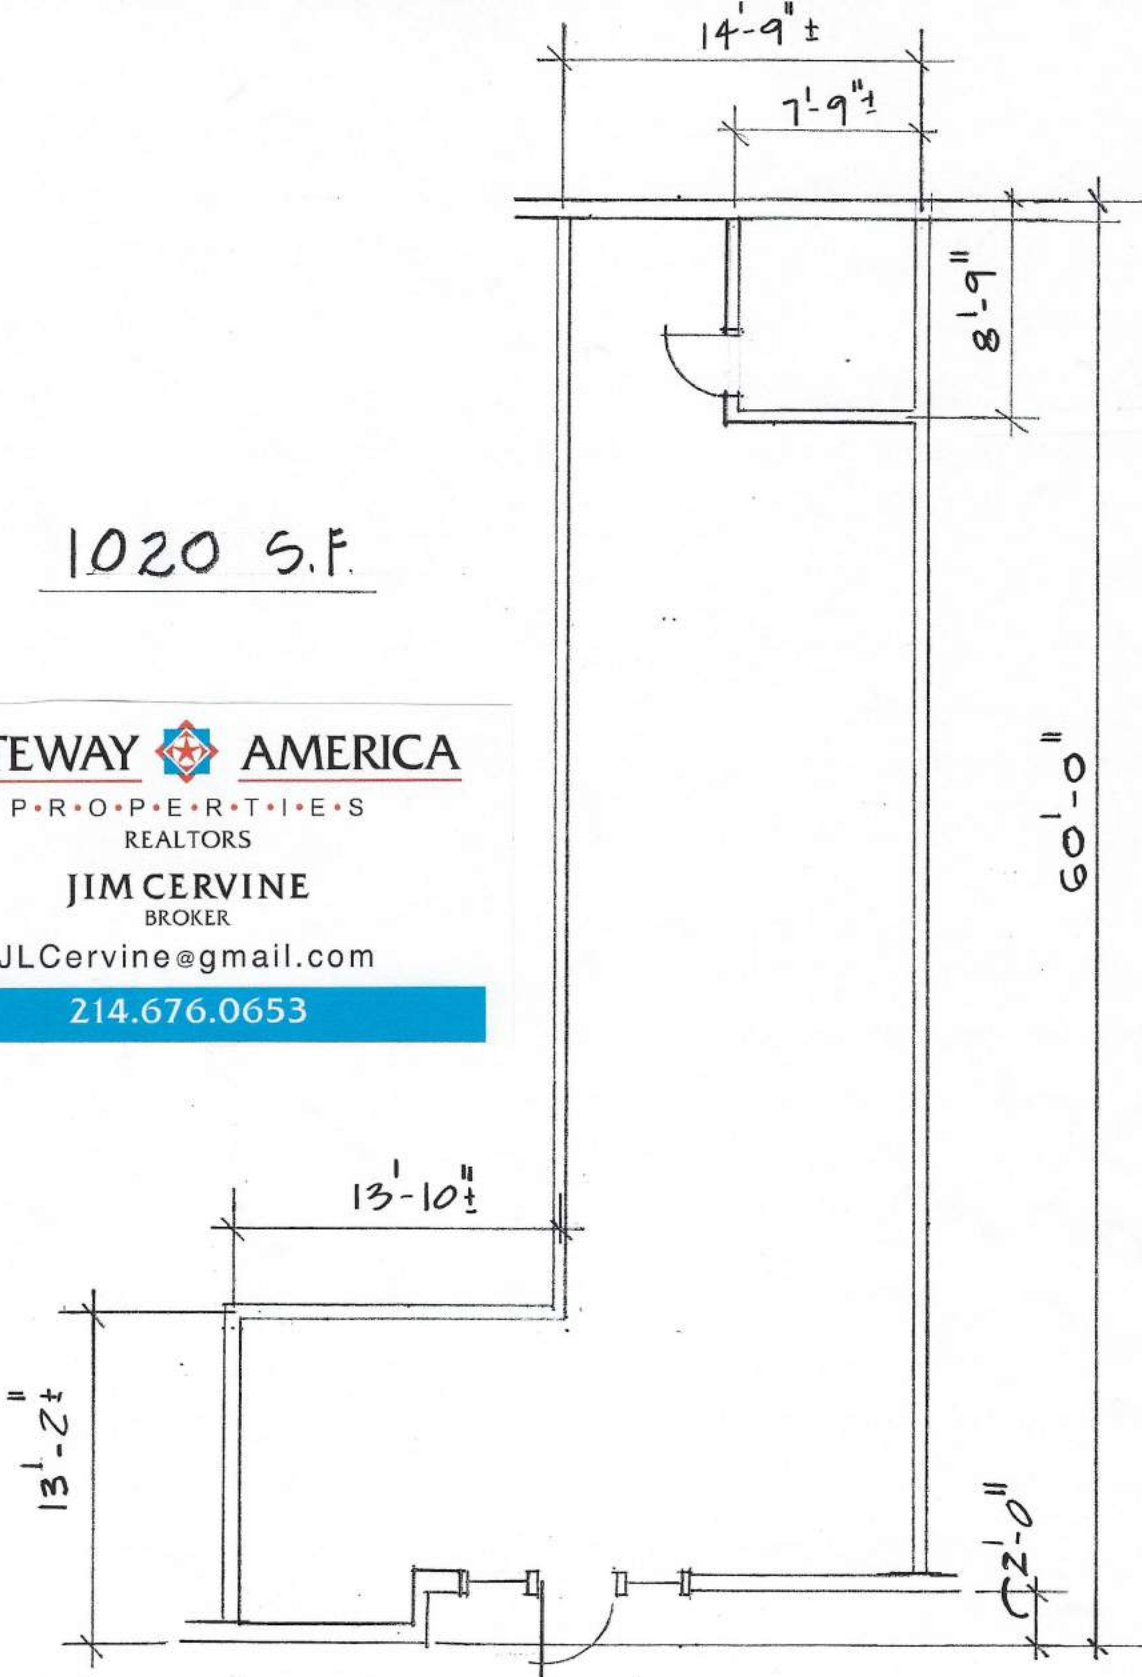 14'-9" ±
7'-9" ±
8'-9"
1020 S.F.
TEWAY AMERICA
P•R•O•P•E•R•T•I•E•S
REALTORS
JIM CERVINE
BROKER
JLCervine@gmail.com
214.676.0653
60'-0"
13'-10" ±
13'-2" ±
2'-0"